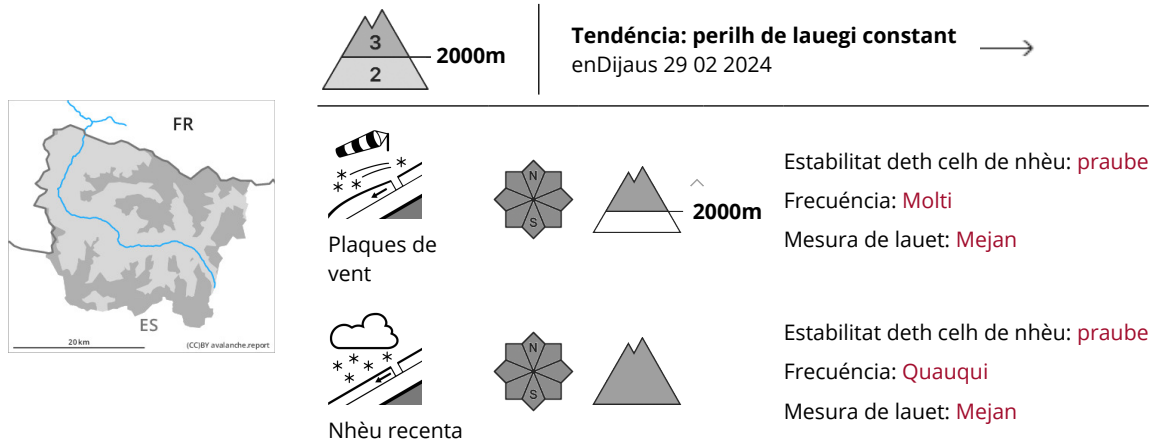 3
2
2000m
Tendéncia: perilh de lauegi constant
enDijaus 29 02 2024
FR
ES
20 km
(CC)BY avalanche.report
N
S
2000m
Plaques de
vent
Estabilitat deth celh de nhèu: praube
Frecuéncia: Molti
Mesura de lauet: Mejan
N
S
Nhèu recenta
Estabilitat deth celh de nhèu: praube
Frecuéncia: Quauqui
Mesura de lauet: Mejan